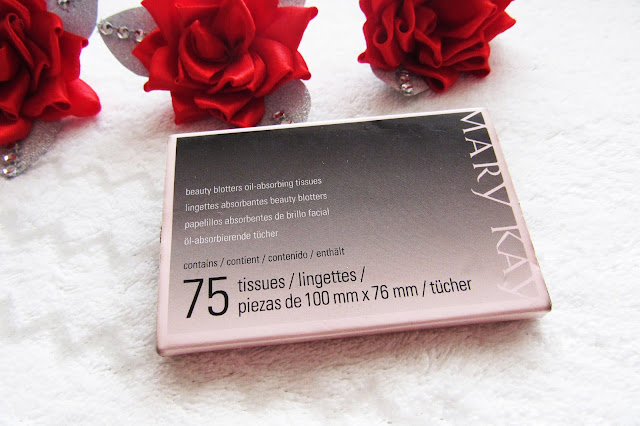 MARY KAY
beauty blotters oil-absorbing tissues
lingettes absorbantes beauty blotters
papelillos absorbentes de brillo facial
öl-absorbierende tücher
contains / contient / contenido / enthält
75 tissues / lingettes /
piezas de 100 mm x 76 mm / tücher